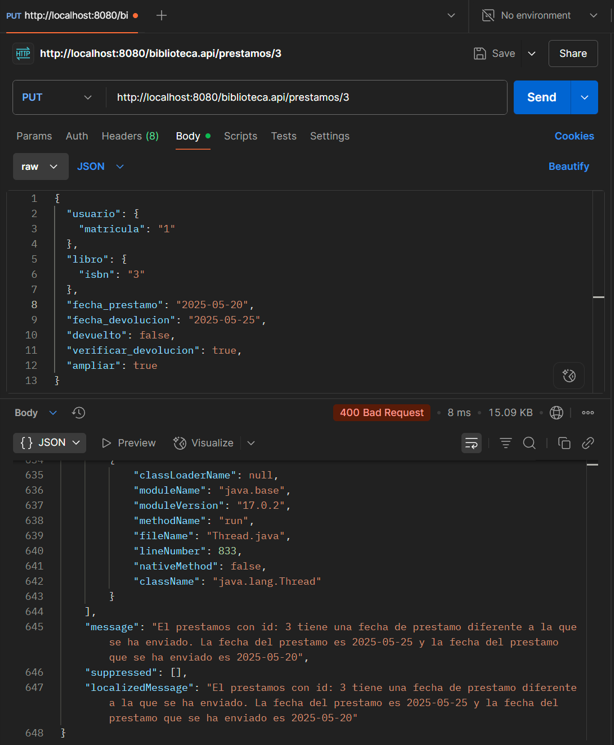 PUT http://localhost:8080/bi
No environment
HTTP http://localhost:8080/biblioteca.api/prestamos/3
Save
Share
PUT
http://localhost:8080/biblioteca.api/prestamos/3
Send
Params Auth Headers (8) Body Scripts Tests Settings Cookies
raw JSON Beautify
1 {
2 "usuario": {
3 "matricula": "1"
4 },
5 "libro": {
6 "isbn": "3"
7 },
8 "fecha_prestamo": "2025-05-20",
9 "fecha_devolucion": "2025-05-25",
10 "devuelto": false,
11 "verificar_devolucion": true,
12 "ampliar": true
13 }
Body 400 Bad Request 8 ms 15.09 KB
{} JSON Preview Visualize
634 {
635 "classLoaderName": null,
636 "moduleName": "java.base",
637 "moduleVersion": "17.0.2",
638 "methodName": "run",
639 "fileName": "Thread.java",
640 "lineNumber": 833,
641 "nativeMethod": false,
642 "className": "java.lang.Thread"
643 }
644 ],
645 "message": "El prestamos con id: 3 tiene una fecha de prestamo diferente a la que
se ha enviado. La fecha del prestamo es 2025-05-25 y la fecha del prestamo
que se ha enviado es 2025-05-20",
646 "suppressed": [],
647 "localizedMessage": "El prestamos con id: 3 tiene una fecha de prestamo diferente
a la que se ha enviado. La fecha del prestamo es 2025-05-25 y la fecha del
prestamo que se ha enviado es 2025-05-20"
648 }